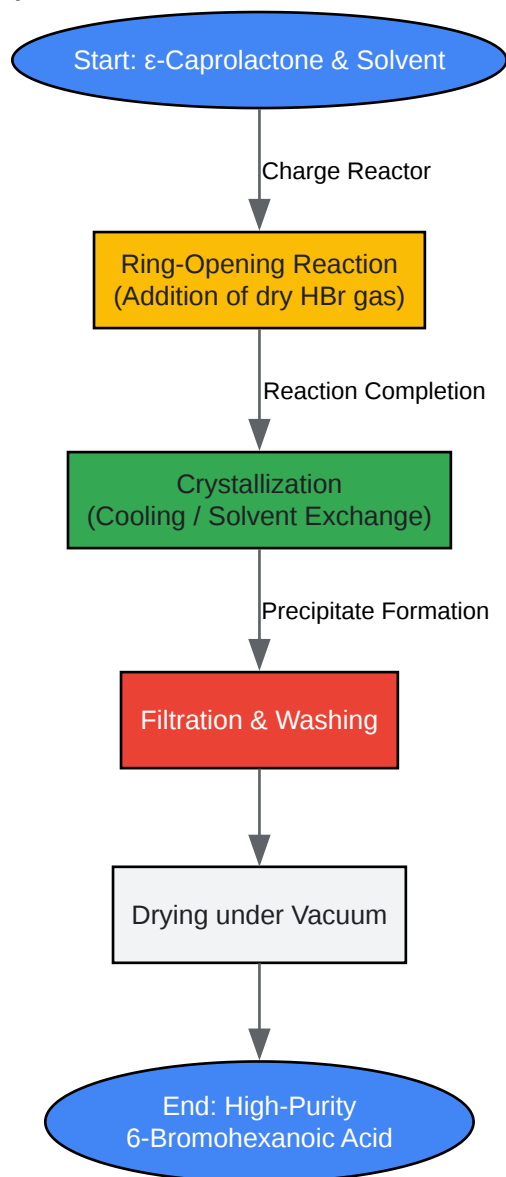 Start: ε-Caprolactone & Solvent
Charge Reactor
Ring-Opening Reaction
(Addition of dry HBr gas)
Reaction Completion
Crystallization
(Cooling / Solvent Exchange)
Precipitate Formation
Filtration & Washing
Drying under Vacuum
End: High-Purity
6-Bromohexanoic Acid